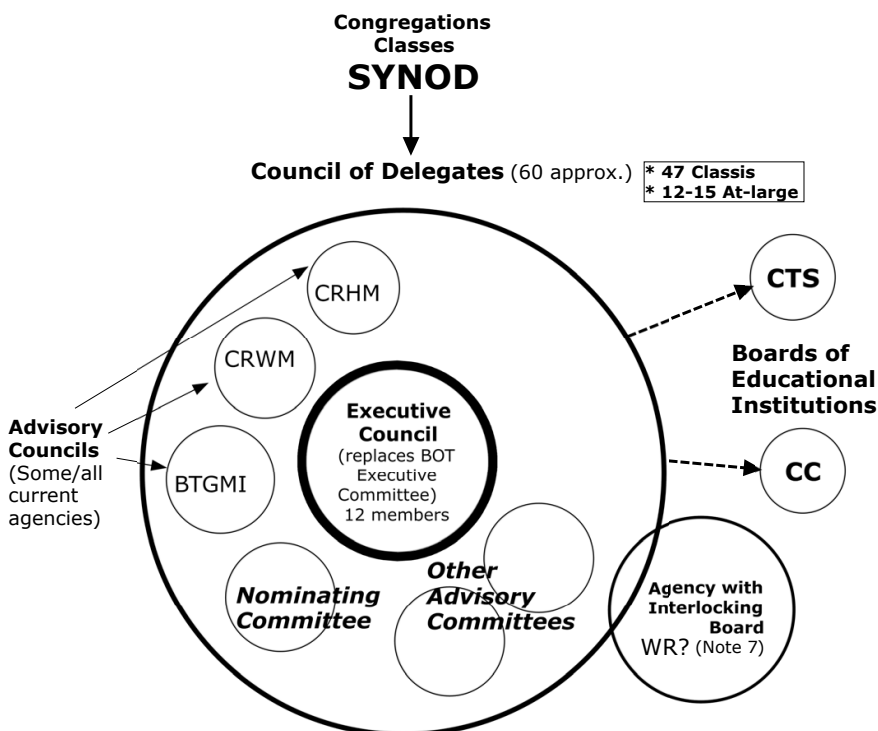 Congregations
Classes
SYNOD
Council of Delegates (60 approx.)
* 47 Classis
* 12-15 At-large
CRHM
CRWM
BTGMI
Advisory
Councils
(Some/all
current
agencies)
Executive
Council
(replaces BOT
Executive
Committee)
12 members
Nominating
Committee
Other
Advisory
Committees
CTS
Boards of
Educational
Institutions
CC
Agency with
Interlocking
Board
WR? (Note 7)